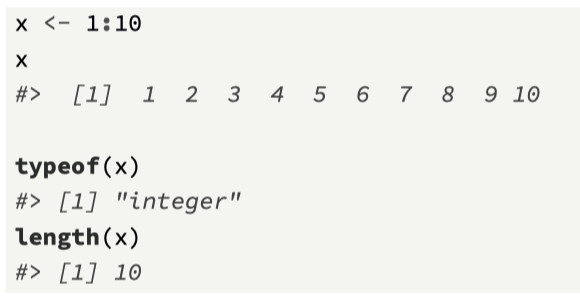 x <- 1:10
x
#>  [1]  1  2  3  4  5  6  7  8  9 10

typeof(x)
#> [1] "integer"
length(x)
#> [1] 10